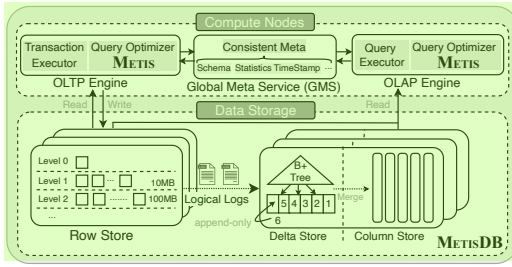 Compute Nodes
Transaction Executor
Query Optimizer
METIS
OLTP Engine
Consistent Meta
Schema Statistics TimeStamp ...
Global Meta Service (GMS)
Query Executor
Query Optimizer
METIS
OLAP Engine
Read
Write
Read
Data Storage
Level 0
Level 1
...
10MB
Level 2
......
100MB
...
Row Store
Logical Logs
append-only
B+
Tree
5 4 3 2 1
6
Delta Store
Merge
Column Store
METISDB